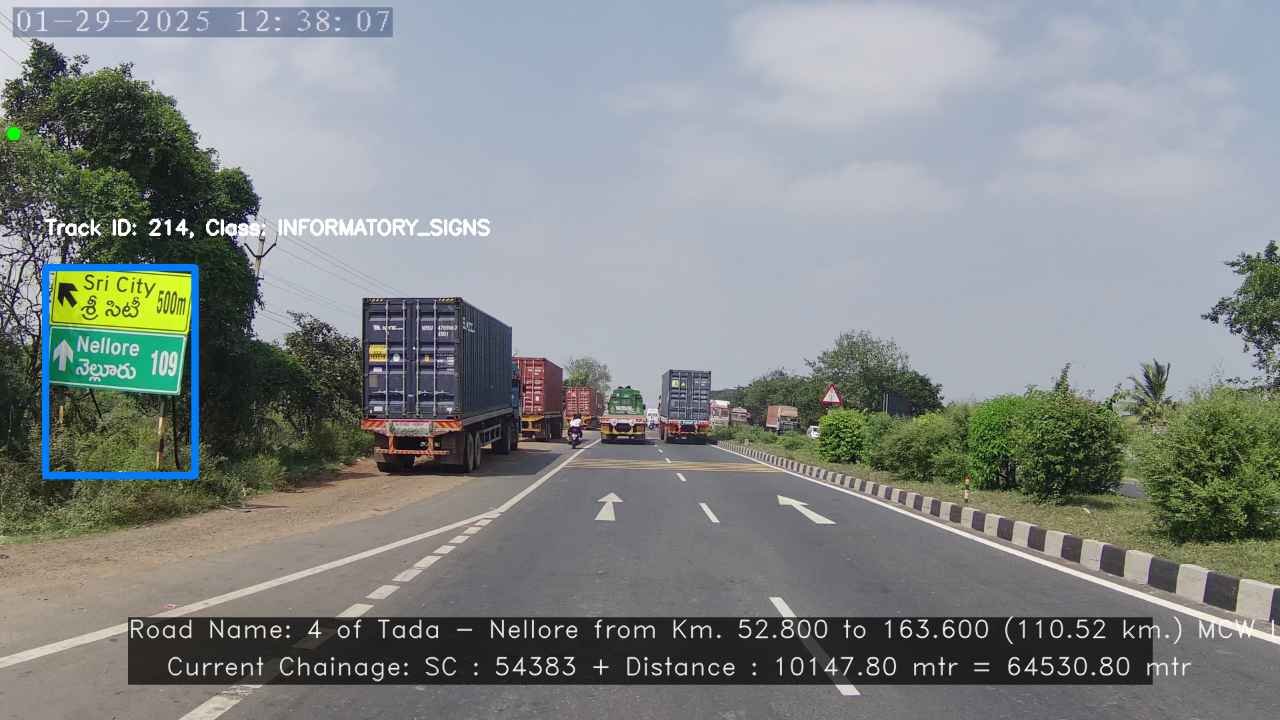 01-29-2025 12:38:07
Track ID: 214, Class: INFORMATORY_SIGNS
Sri City
శ్రీ సిటీ 500m
Nellore
నెల్లూరు 109
Road Name: 4 of Tada - Nellore from Km. 52.800 to 163.600 (110.52 km.) MCW
Current Chainage: SC : 54383 + Distance : 10147.80 mtr = 64530.80 mtr